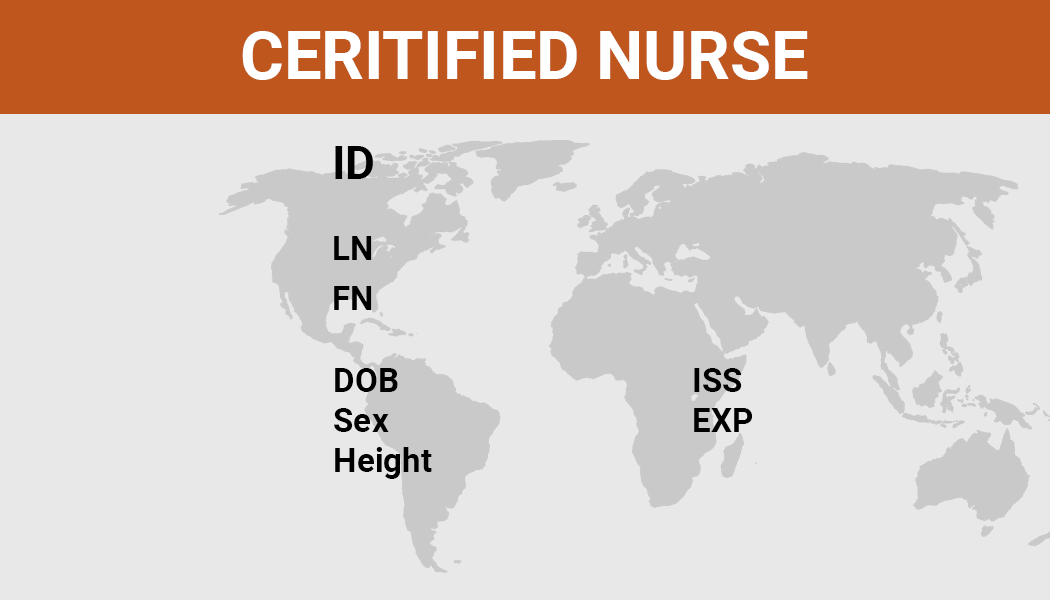 CERITIFIED NURSE
ID
LN
FN
DOB
ISS
Sex
EXP
Height